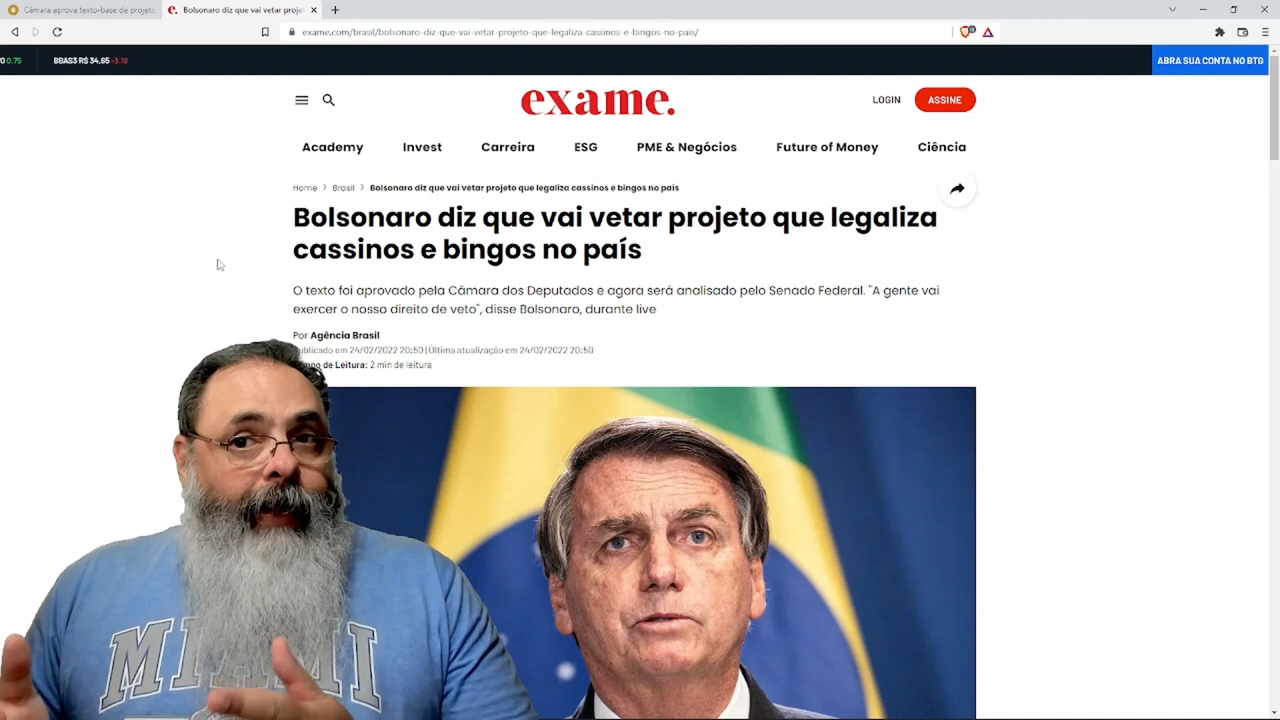 Câmara aprova texto-base de projeto
Bolsonaro diz que vai vetar proje
exame.com/brasil/bolsonaro-diz-que-vai-vetar-projeto-que-legaliza-cassinos-e-bingos-no-pais/
0.75
BBAS3 R$ 34,65 -3.19
ABRA SUA CONTA NO BTG
exame.
LOGIN
ASSINE
Academy
Invest
Carreira
ESG
PME & Negócios
Future of Money
Ciência
Home > Brasil > Bolsonaro diz que vai vetar projeto que legaliza cassinos e bingos no país
Bolsonaro diz que vai vetar projeto que legaliza
cassinos e bingos no país
O texto foi aprovado pela Câmara dos Deputados e agora será analisado pelo Senado Federal. "A gente vai
exercer o nosso direito de veto", disse Bolsonaro, durante live
Por Agência Brasil
ublicado em 24/02/2022 20:50 | Última atualização em 24/02/2022 20:50
de Leitura: 2 min de leitura
MIAMI